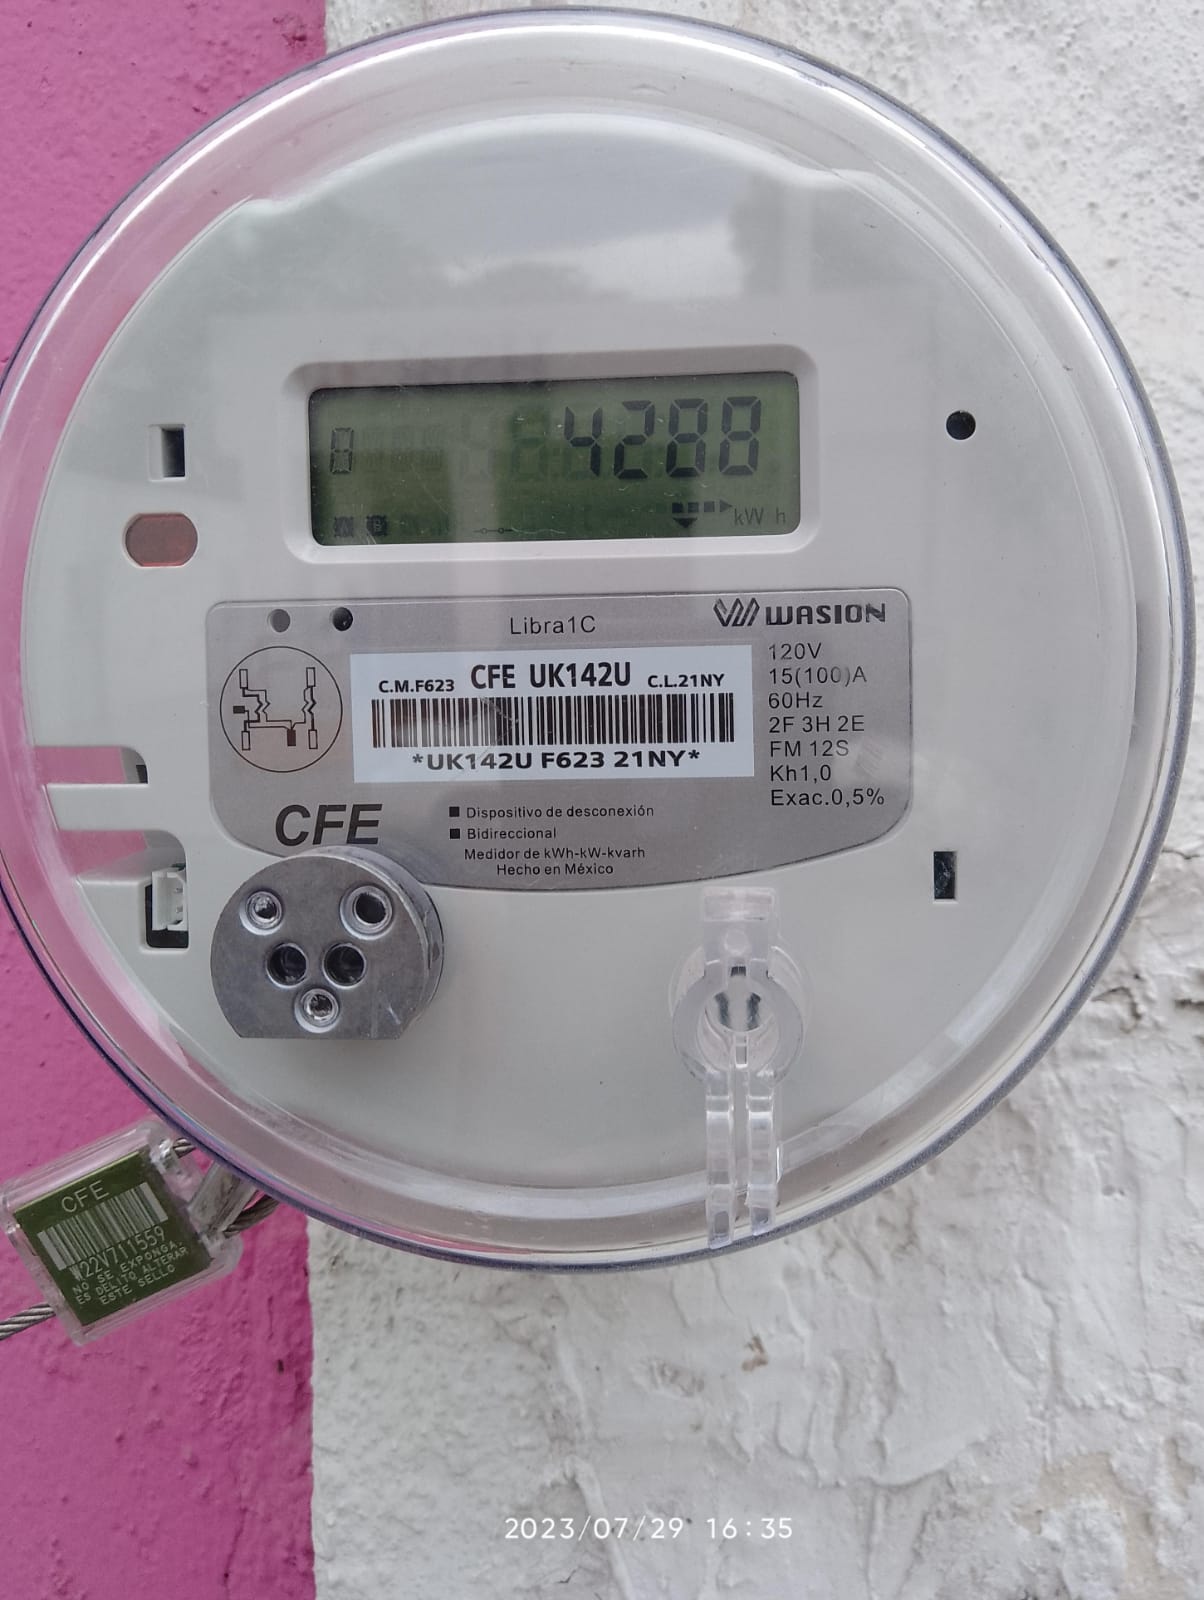 8 4288
kW h
Libra1C
WASION
C.M.F623 CFE UK142U C.L.21NY
*UK142U F623 21NY*
120V
15(100)A
60Hz
2F 3H 2E
FM 12S
Kh1,0
Exac.0,5%
CFE
Dispositivo de desconexión
Bidireccional
Medidor de kWh-kW-kvarh
Hecho en México
CFE
W22V711559
NO SE EXPONGA,
ES DELITO ALTERAR
ESTE SELLO
2023/07/29 16:35